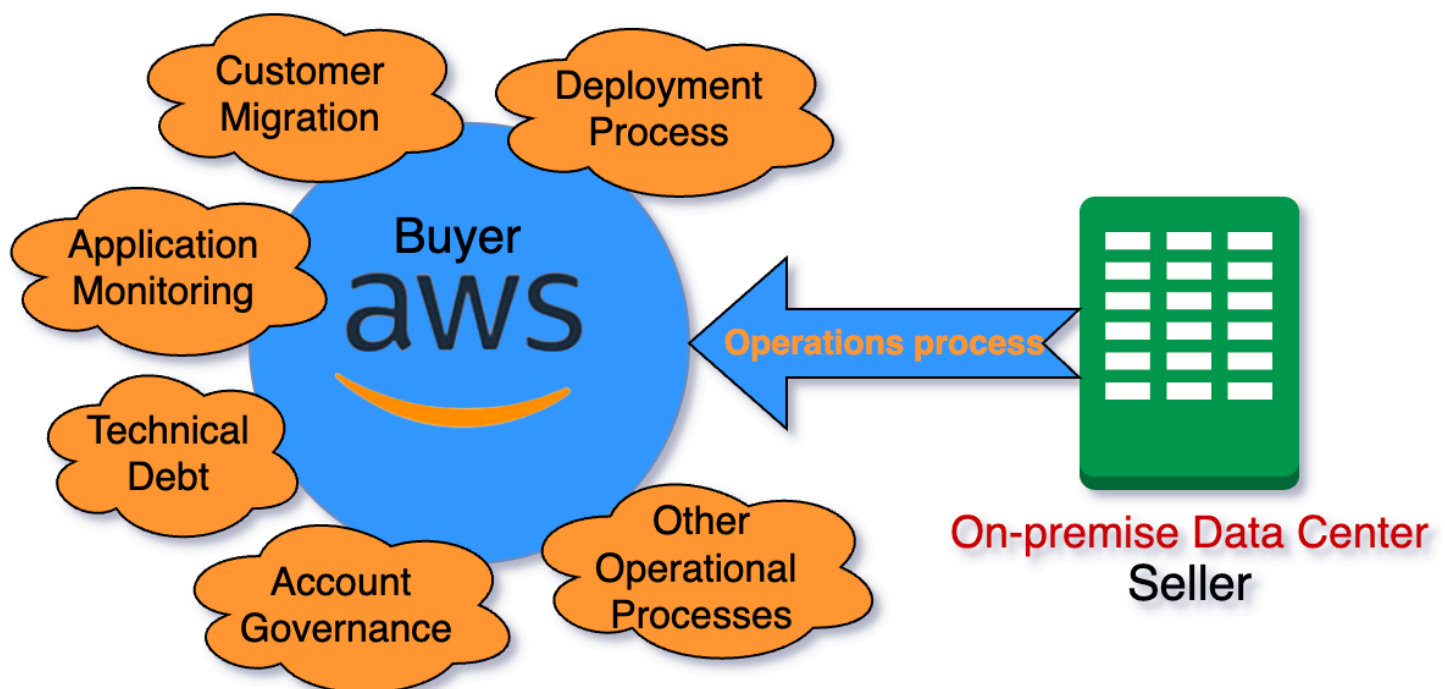 Customer
Migration
Deployment
Process
Application
Monitoring
Buyer
aws
Operations process
Technical
Debt
Other
Operational
Processes
Account
Governance
On-premise Data Center
Seller